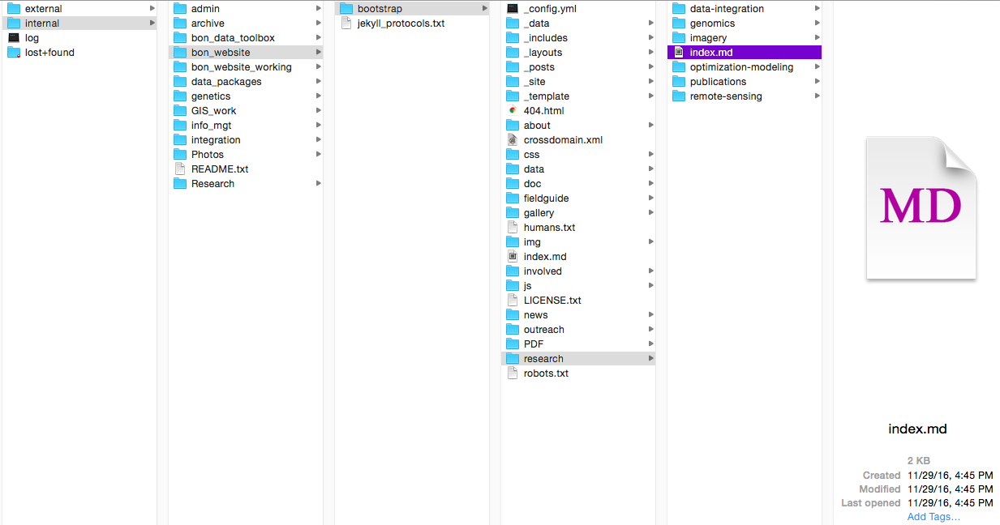 external
internal
log
lost+found
admin
archive
bon_data_toolbox
bon_website
bon_website_working
data_packages
genetics
GIS_work
info_mgt
integration
Photos
README.txt
Research
bootstrap
jekyll_protocols.txt
_config.yml
_data
_includes
_layouts
_posts
_site
_template
404.html
about
crossdomain.xml
css
data
doc
fieldguide
gallery
humans.txt
img
index.md
involved
js
LICENSE.txt
news
outreach
PDF
research
robots.txt
data-integration
genomics
imagery
index.md
optimization-modeling
publications
remote-sensing
MD
index.md
2 KB
Created 11/29/16, 4:45 PM
Modified 11/29/16, 4:45 PM
Last opened 11/29/16, 4:45 PM
Add Tags…